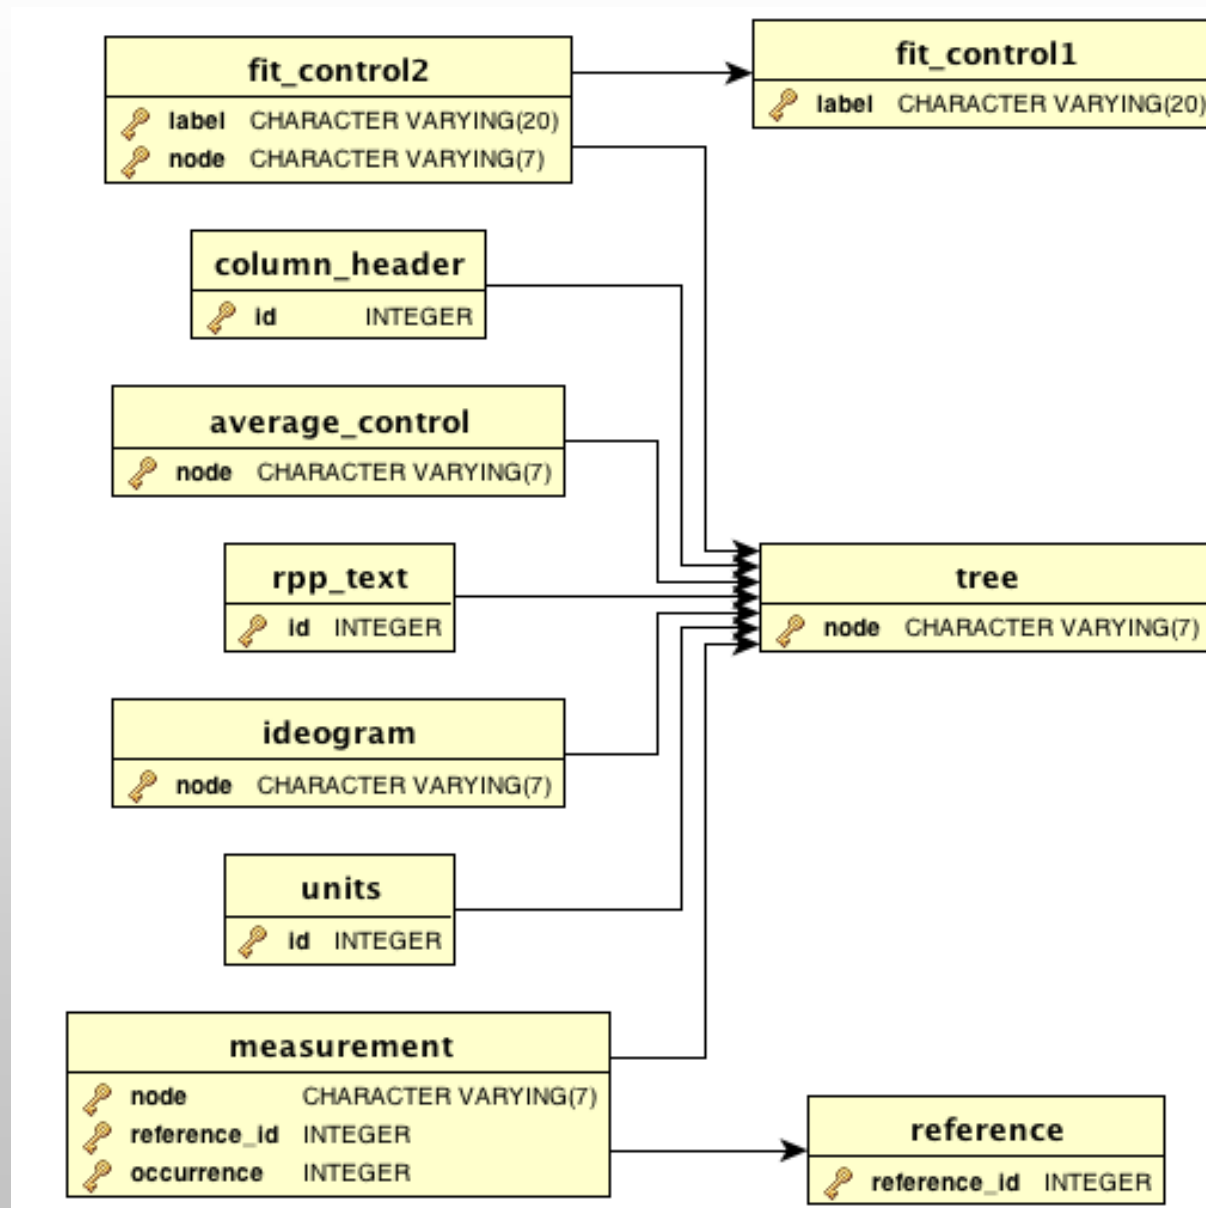 fit_control2
label CHARACTER VARYING(20)
node CHARACTER VARYING(7)
fit_control1
label CHARACTER VARYING(20)
column_header
id INTEGER
average_control
node CHARACTER VARYING(7)
rpp_text
id INTEGER
tree
node CHARACTER VARYING(7)
ideogram
node CHARACTER VARYING(7)
units
id INTEGER
measurement
node CHARACTER VARYING(7)
reference_id INTEGER
occurrence INTEGER
reference
reference_id INTEGER